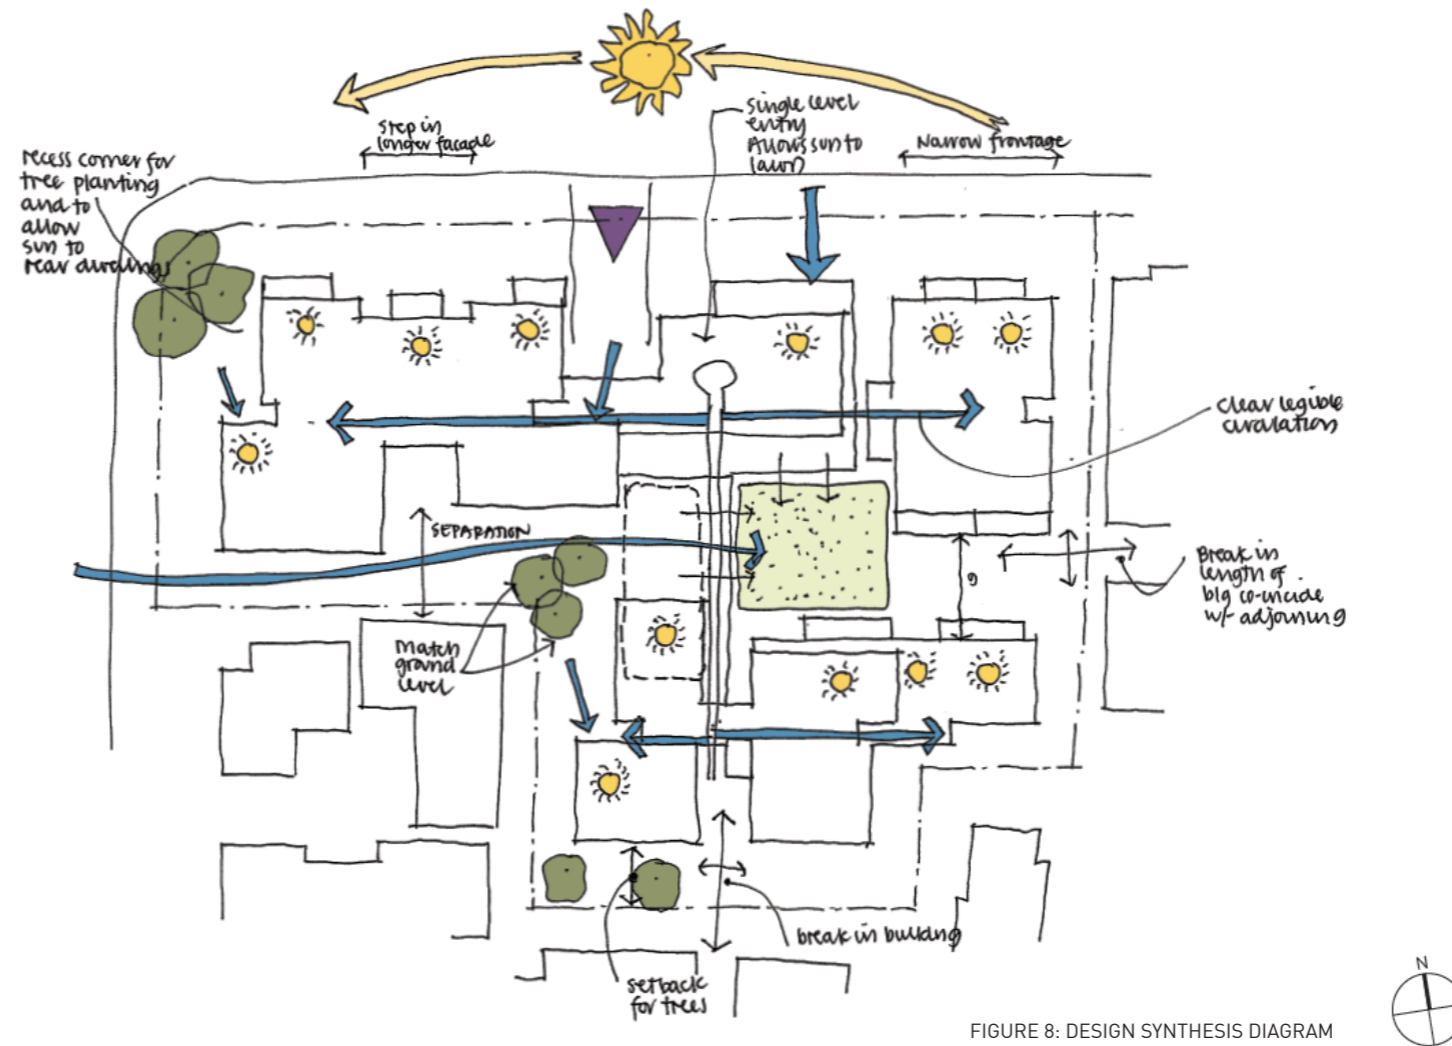 step in
longer facade
single level
entry
Allows sun to
lawn
Narrow frontage
recess corner for
tree planting
and to
allow
sun to
rear dwellings
clear legible
circulation
SEPARATION
9
Break in
length of
blg co-incide
w/- adjoining
Match
ground
level
break in building
setback
for trees
N
FIGURE 8: DESIGN SYNTHESIS DIAGRAM